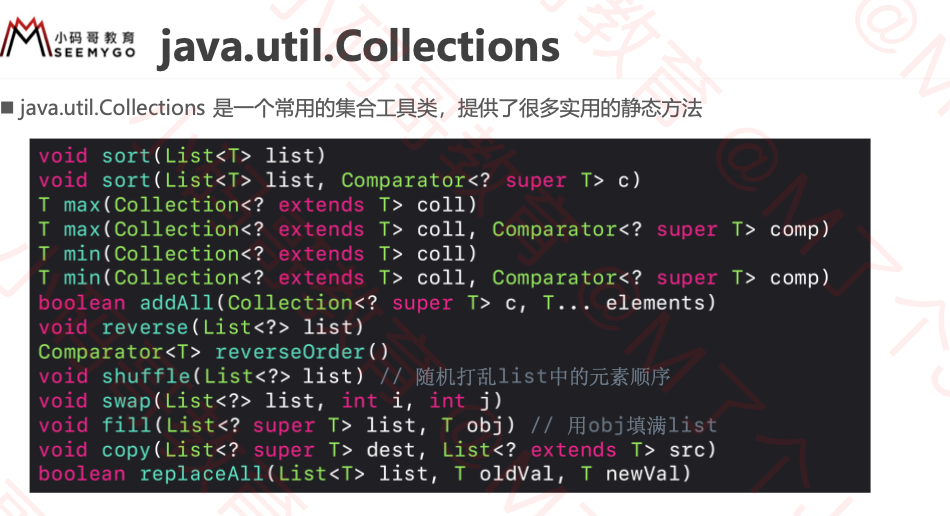 小码哥教育
SEEMYGO
java.util.Collections
■ java.util.Collections 是一个常用的集合工具类，提供了很多实用的静态方法
void sort(List<T> list)
void sort(List<T> list, Comparator<? super T> c)
T max(Collection<? extends T> coll)
T max(Collection<? extends T> coll, Comparator<? super T> comp)
T min(Collection<? extends T> coll)
T min(Collection<? extends T> coll, Comparator<? super T> comp)
boolean addAll(Collection<? super T> c, T... elements)
void reverse(List<?> list)
Comparator<T> reverseOrder()
void shuffle(List<?> list) // 随机打乱list中的元素顺序
void swap(List<?> list, int i, int j)
void fill(List<? super T> list, T obj) // 用obj填满list
void copy(List<? super T> dest, List<? extends T> src)
boolean replaceAll(List<T> list, T oldVal, T newVal)